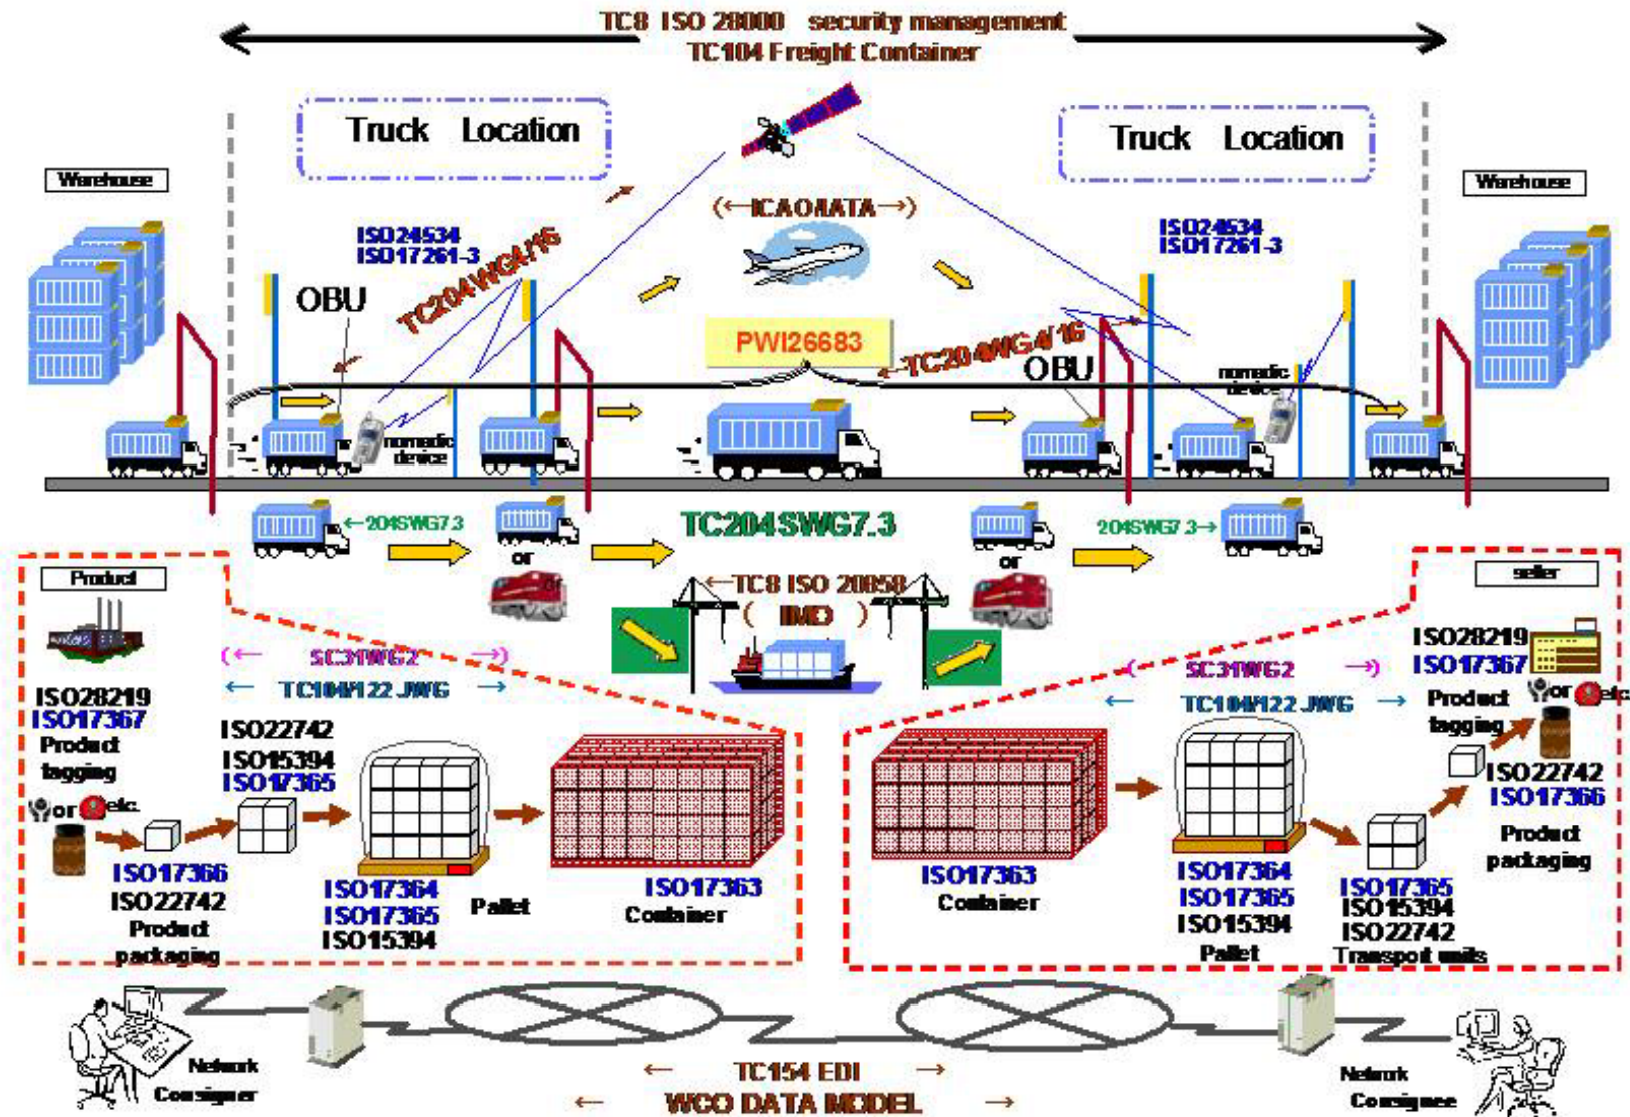 TC8 ISO 28000 security management
TC104 Freight Container
Truck Location
Truck Location
Warehouse
Warehouse
(←ICAO/IATA→)
ISO24534
ISO17261-3
ISO24534
ISO17261-3
TC204WG4/16
OBU
PWI26683
TC204WG4/16
OBU
nomadic
device
nomadic
device
←204SWG7.3
TC204SWG7.3
204SWG7.3→
or
or
Product
seller
←TC8 ISO 20858
( IMO )
(← SC31WG2 →)
← TC104/122 JWG →
(← SC31WG2 →)
← TC104/122 JWG →
ISO28219
ISO17367
Product
tagging
or etc.
ISO22742
ISO15394
ISO17365
ISO17366
ISO22742
Product
packaging
ISO17364
ISO17365
ISO15394
Pallet
ISO17363
Container
ISO17363
Container
ISO17364
ISO17365
ISO15394
Pallet
ISO17365
ISO15394
ISO22742
Transport units
ISO28219
ISO17367
Product
tagging
or etc.
ISO22742
ISO17366
Product
packaging
Network
Consigner
← TC154 EDI →
← WCO DATA MODEL →
Network
Consignee